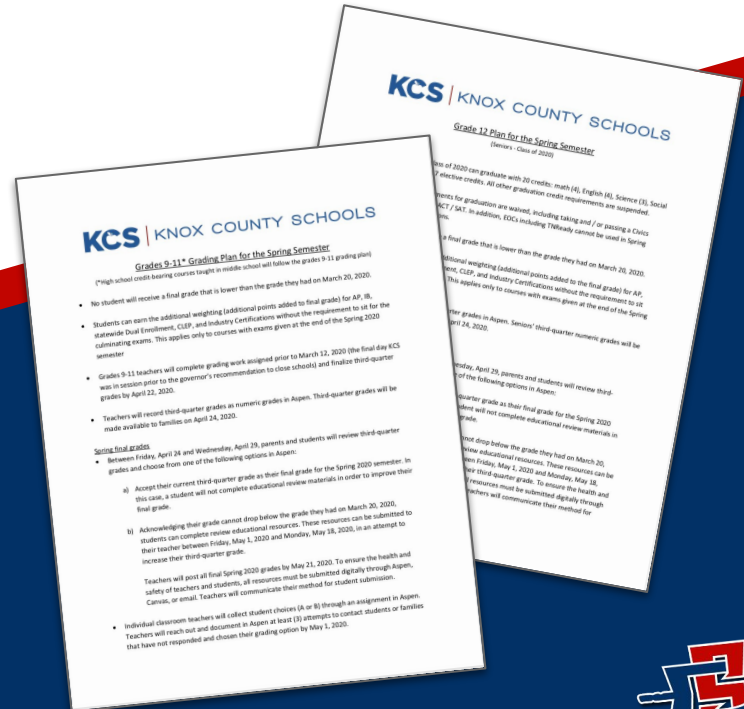 KCS | KNOX COUNTY SCHOOLS
Grades 9-11* Grading Plan for the Spring Semester
(*High school credit-bearing courses taught in middle school will follow the grades 9-11 grading plan)
• No student will receive a final grade that is lower than the grade they had on March 20, 2020.
• Students can earn the additional weighting (additional points added to final grade) for AP, IB,
statewide Dual Enrollment, CLEP, and Industry Certifications without the requirement to sit for the
culminating exams. This applies only to courses with exams given at the end of the Spring 2020
semester
• Grades 9-11 teachers will complete grading work assigned prior to March 12, 2020 (the final day KCS
was in session prior to the governor's recommendation to close schools) and finalize third-quarter
grades by April 22, 2020.
• Teachers will record third-quarter grades as numeric grades in Aspen. Third-quarter grades will be
made available to families on April 24, 2020.
Spring final grades
• Between Friday, April 24 and Wednesday, April 29, parents and students will review third-quarter
grades and choose from one of the following options in Aspen:
a) Accept their current third-quarter grade as their final grade for the Spring 2020 semester. In
this case, a student will not complete educational review materials in order to improve their
final grade.
b) Acknowledging their grade cannot drop below the grade they had on March 20, 2020,
students can complete review educational resources. These resources can be submitted to
their teacher between Friday, May 1, 2020 and Monday, May 18, 2020, in an attempt to
increase their third-quarter grade.
Teachers will post all final Spring 2020 grades by May 21, 2020. To ensure the health and
safety of teachers and students, all resources must be submitted digitally through Aspen,
Canvas, or email. Teachers will communicate their method for student submission.
• Individual classroom teachers will collect student choices (A or B) through an assignment in Aspen.
Teachers will reach out and document in Aspen at least (3) attempts to contact students or families
that have not responded and chosen their grading option by May 1, 2020.
KCS | KNOX COUNTY SCHOOLS
Grade 12 Plan for the Spring Semester
(Seniors - Class of 2020)
ass of 2020 can graduate with 20 credits: math (4), English (4), Science (3), Social
7 elective credits. All other graduation credit requirements are suspended.
ments for graduation are waived, including taking and / or passing a Civics
ACT / SAT. In addition, EOCs including TNReady cannot be used in Spring
ns.
a final grade that is lower than the grade they had on March 20, 2020.
ditional weighting (additional points added to the final grade) for AP,
ent, CLEP, and Industry Certifications without the requirement to sit
This applies only to courses with exams given at the end of the Spring
rter grades in Aspen. Seniors' third-quarter numeric grades will be
pril 24, 2020.
esday, April 29, parents and students will review third-
of the following options in Aspen:
quarter grade as their final grade for the Spring 2020
dent will not complete educational review materials in
grade.
not drop below the grade they had on March 20,
view educational resources. These resources can be
een Friday, May 1, 2020 and Monday, May 18,
eir third-quarter grade. To ensure the health and
l resources must be submitted digitally through
eachers will communicate their method for